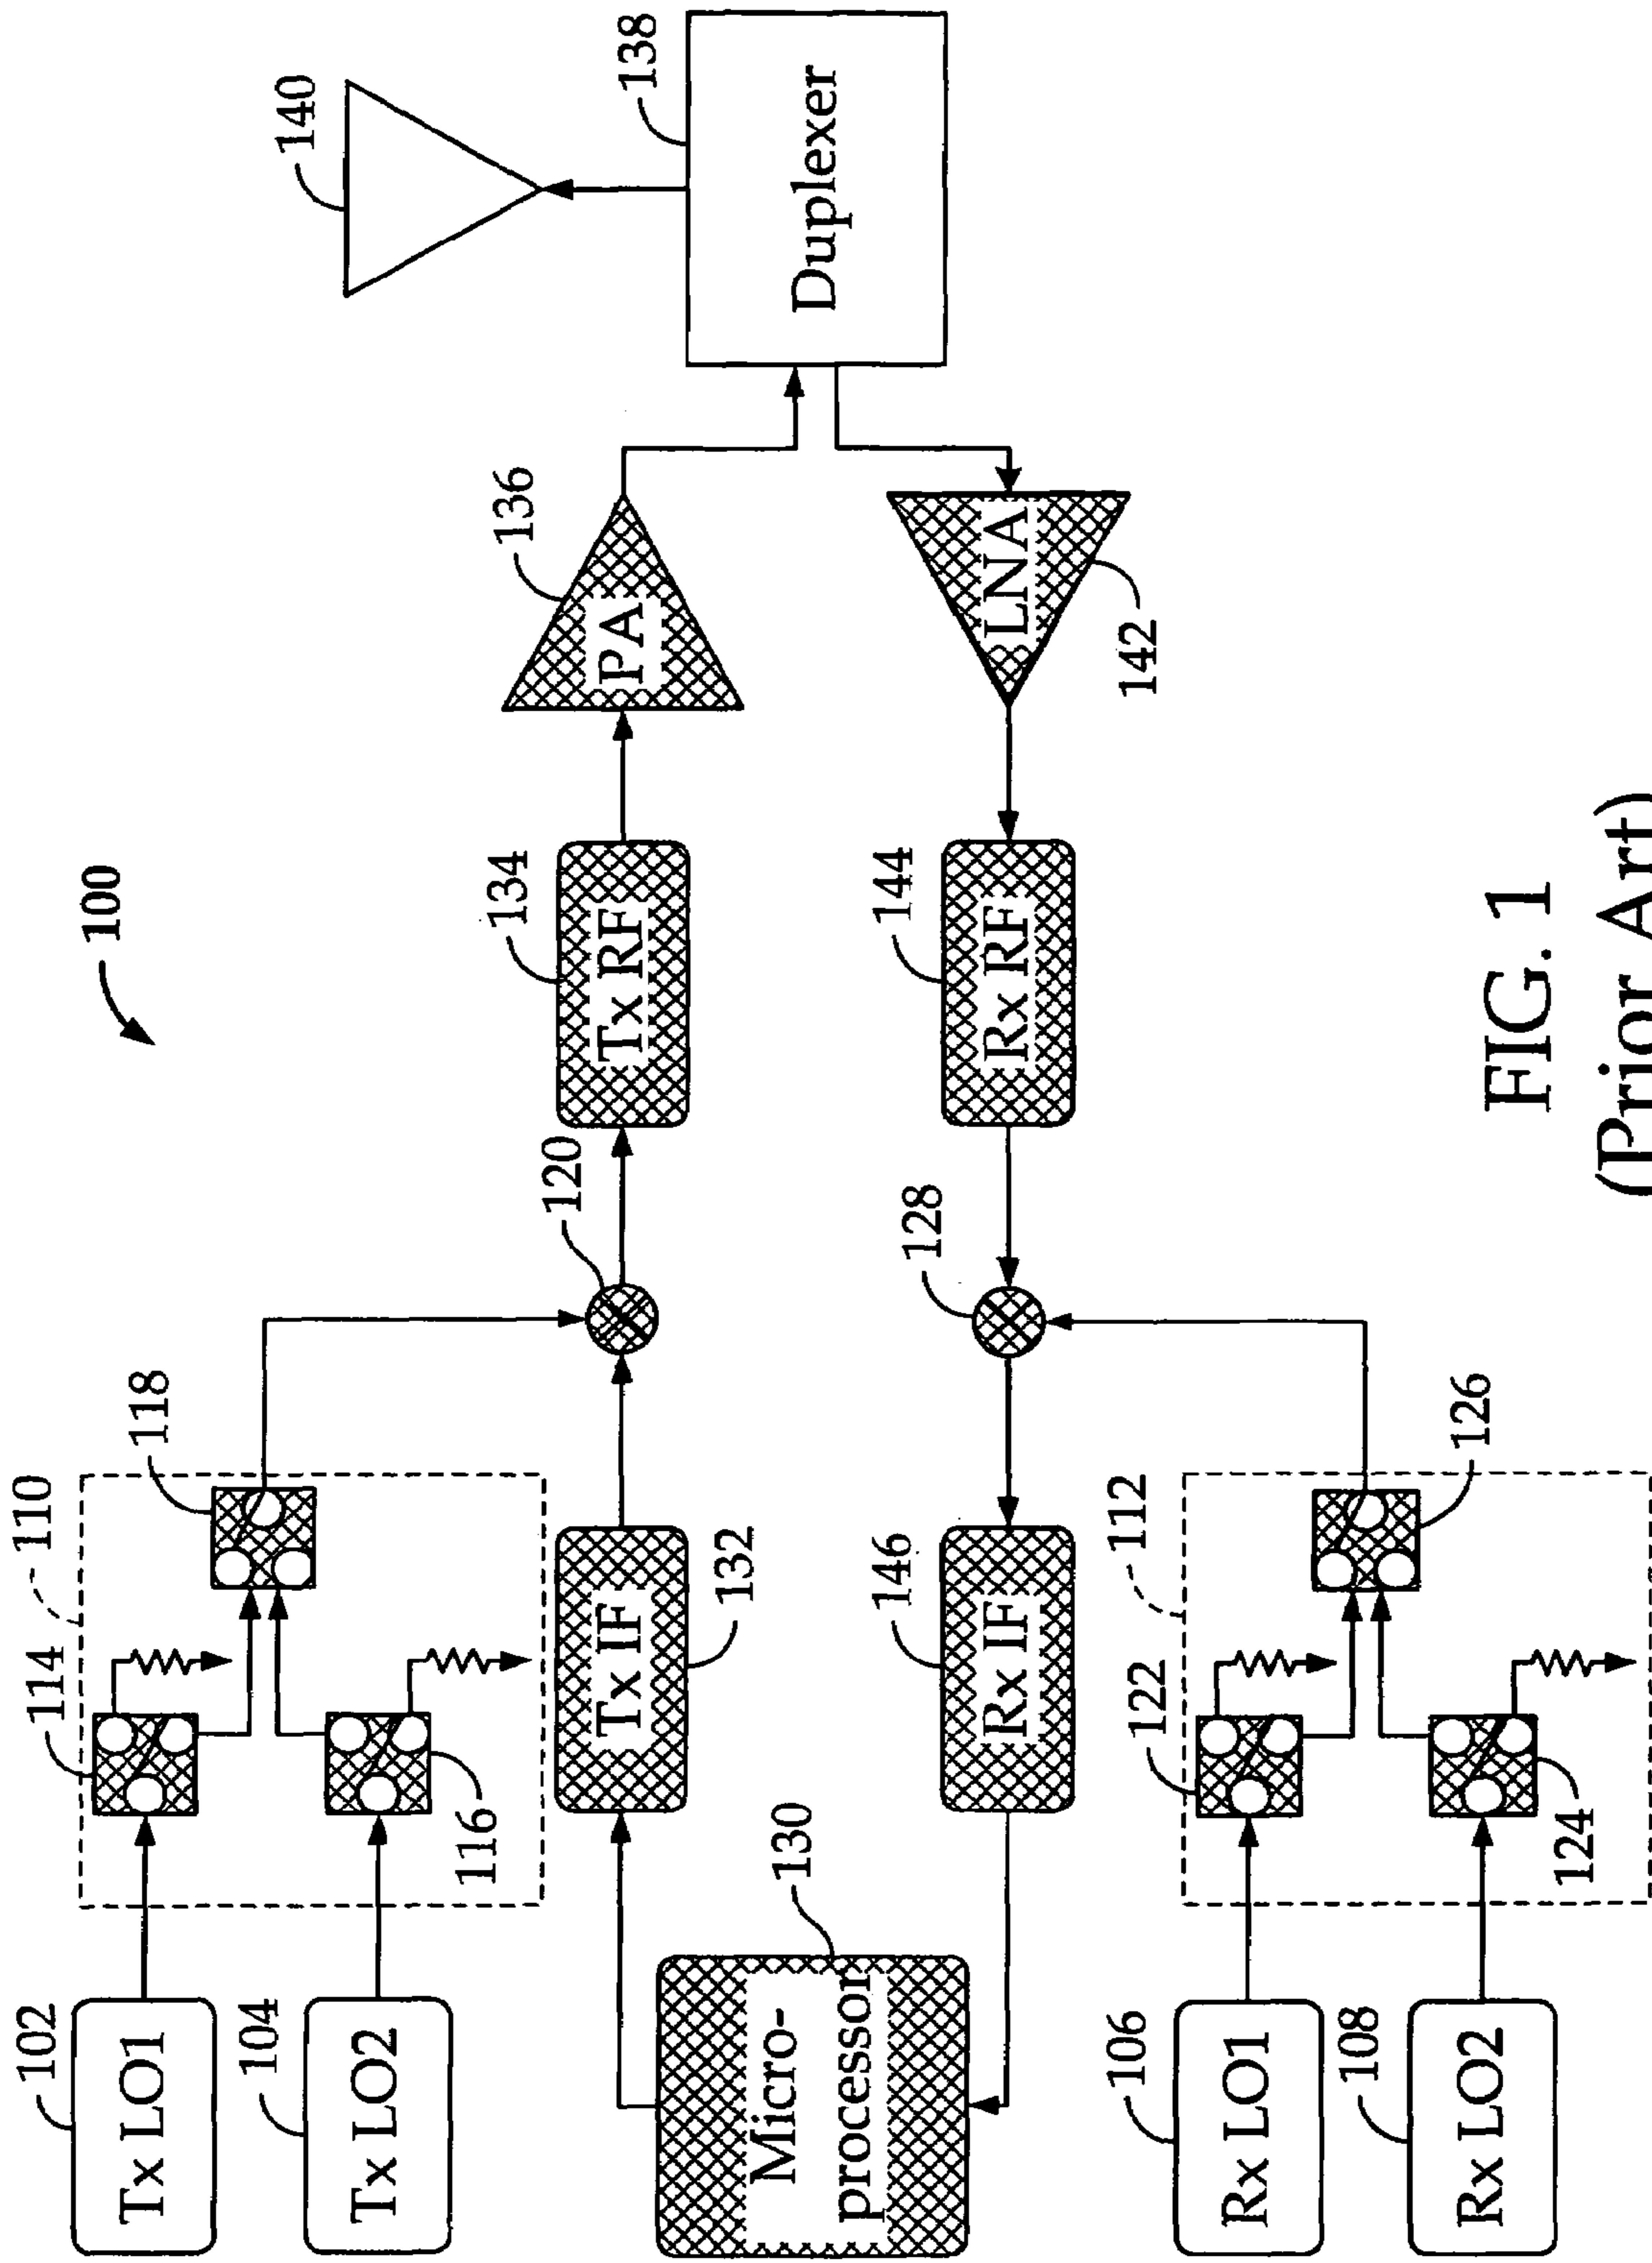 100
102
Tx LO1
104
Tx LO2
114
116
110
118
120
134
Tx RF
136
PA
140
138
Duplexer
130
Micro-
processor
132
Tx IF
146
Rx IF
128
144
Rx RF
LNA
142
106
Rx LO1
108
Rx LO2
122
124
112
126
FIG. 1
(Prior Art)